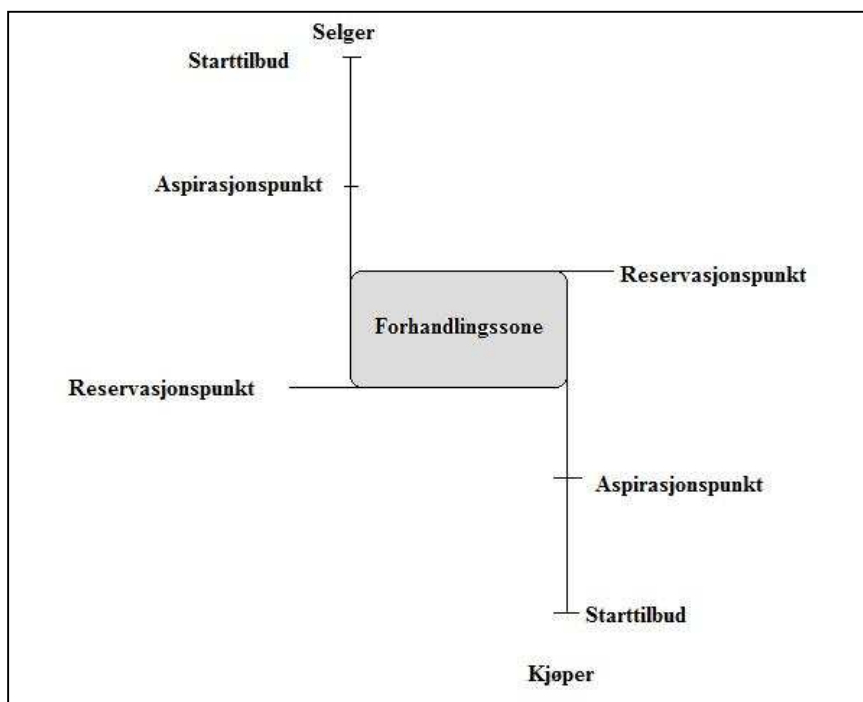 Selger
Starttilbud
Aspirasjonspunkt
Reservasjonspunkt
Forhandlingssone
Reservasjonspunkt
Aspirasjonspunkt
Starttilbud
Kjøper